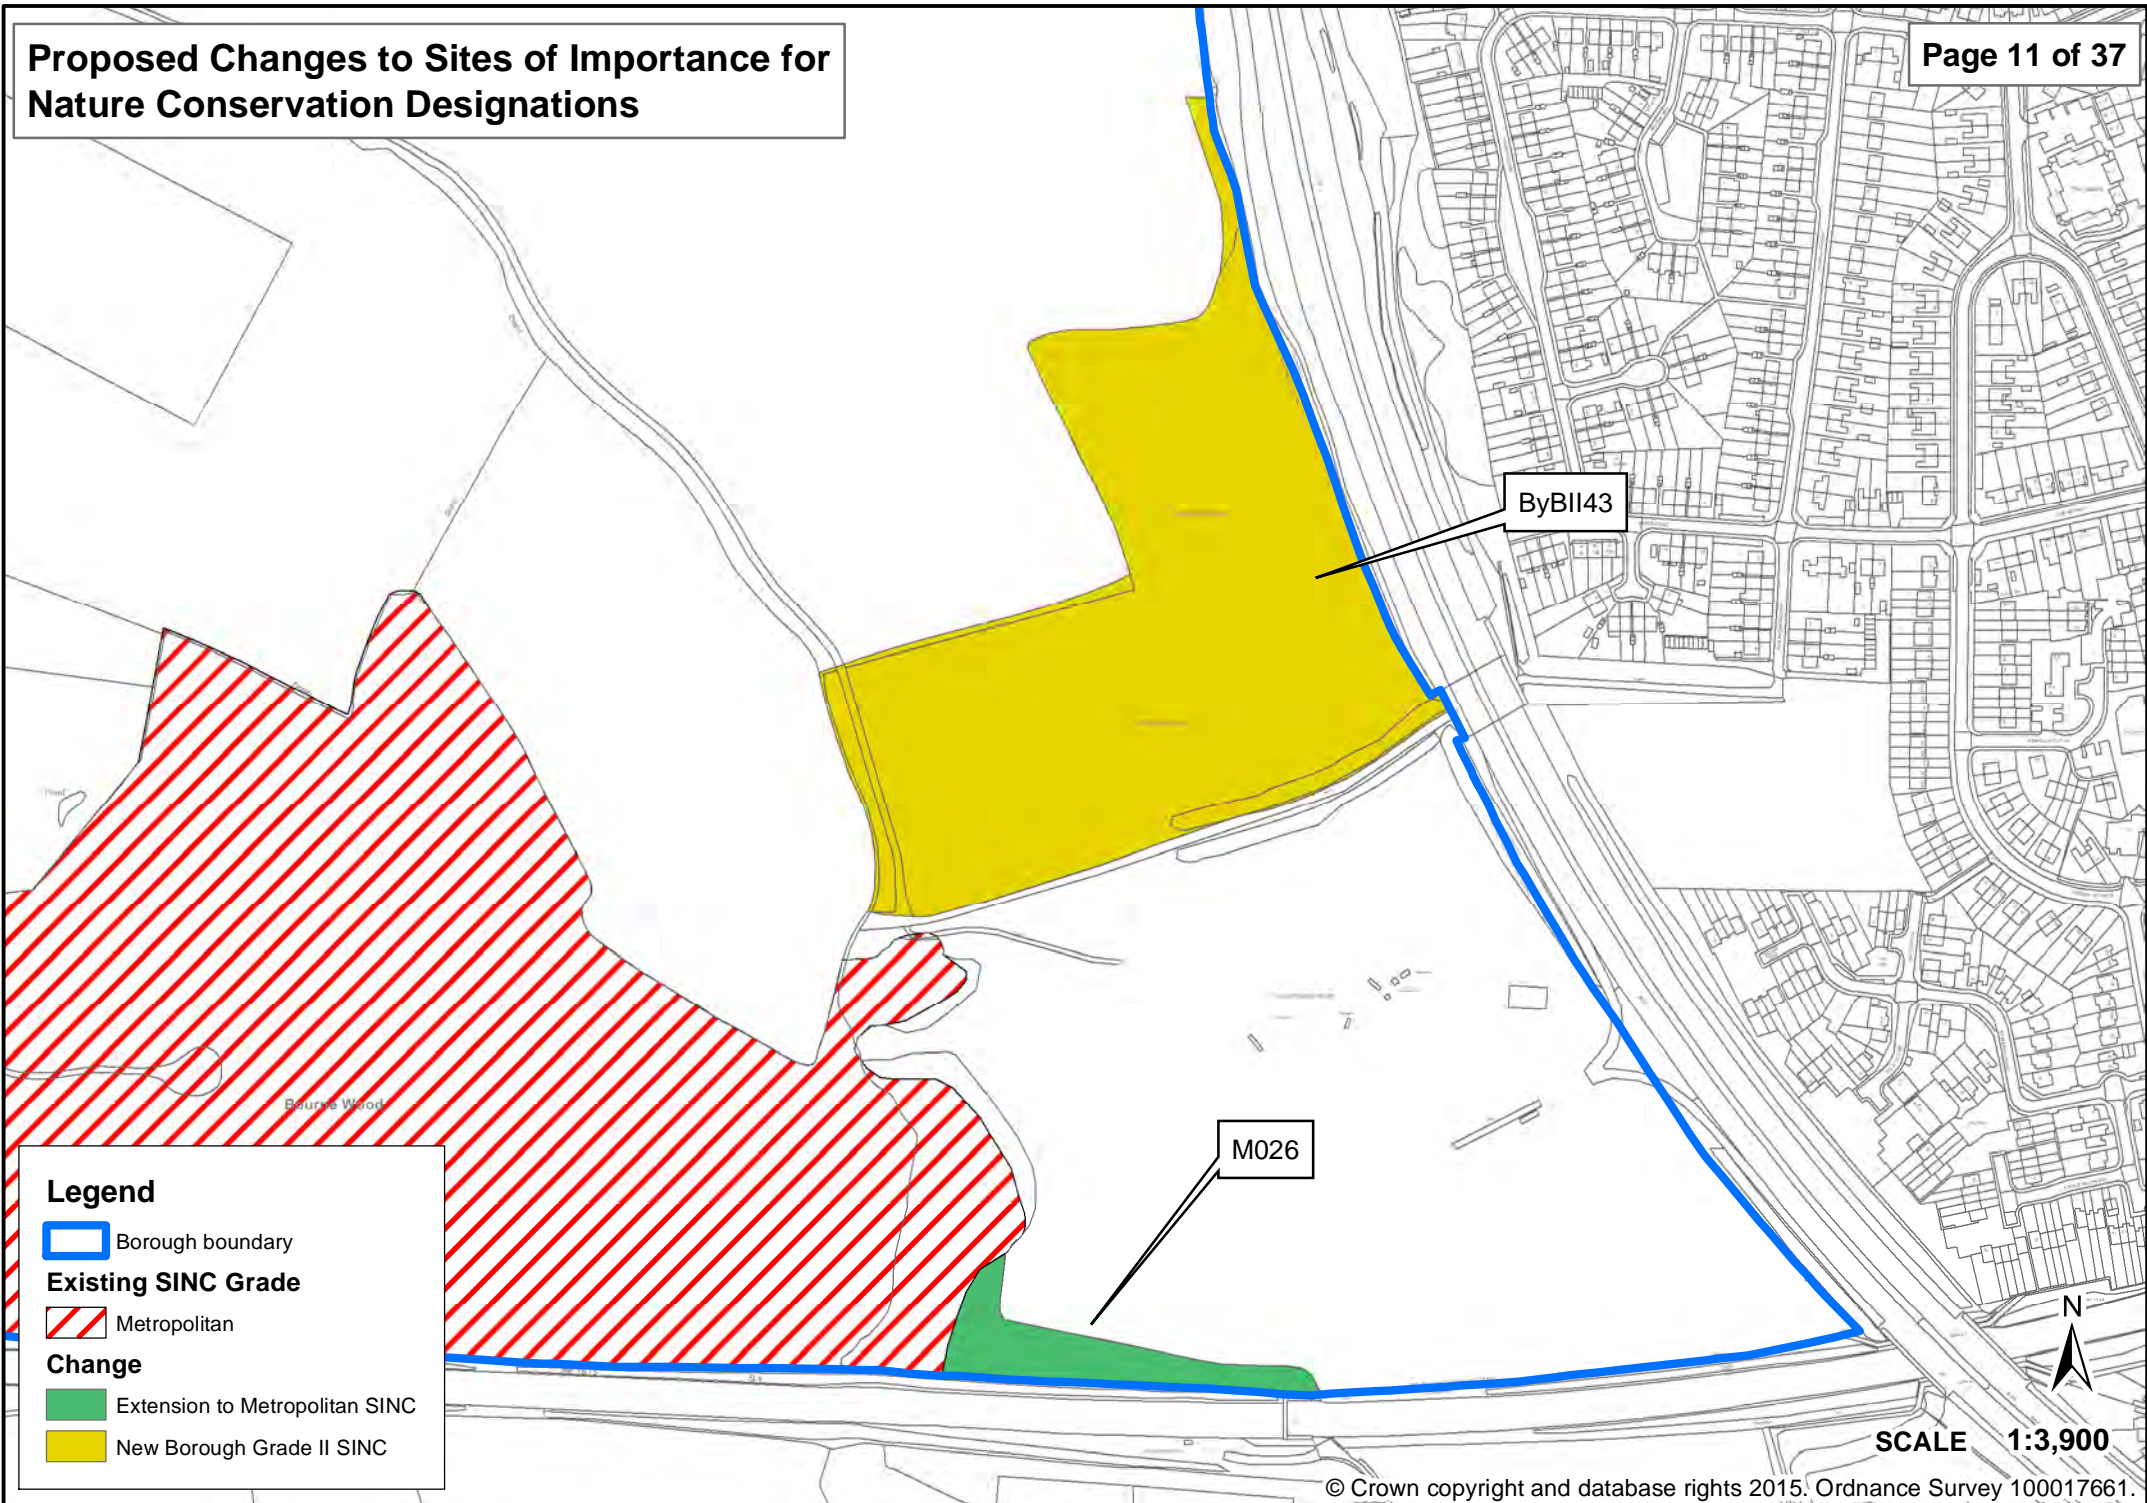 Proposed Changes to Sites of Importance for
Nature Conservation Designations
Page 11 of 37
ByBII43
Pond
Bourne Wood
M026
Legend
Borough boundary
Existing SINC Grade
Metropolitan
Change
Extension to Metropolitan SINC
New Borough Grade II SINC
N
SCALE 1:3,900
© Crown copyright and database rights 2015. Ordnance Survey 100017661.